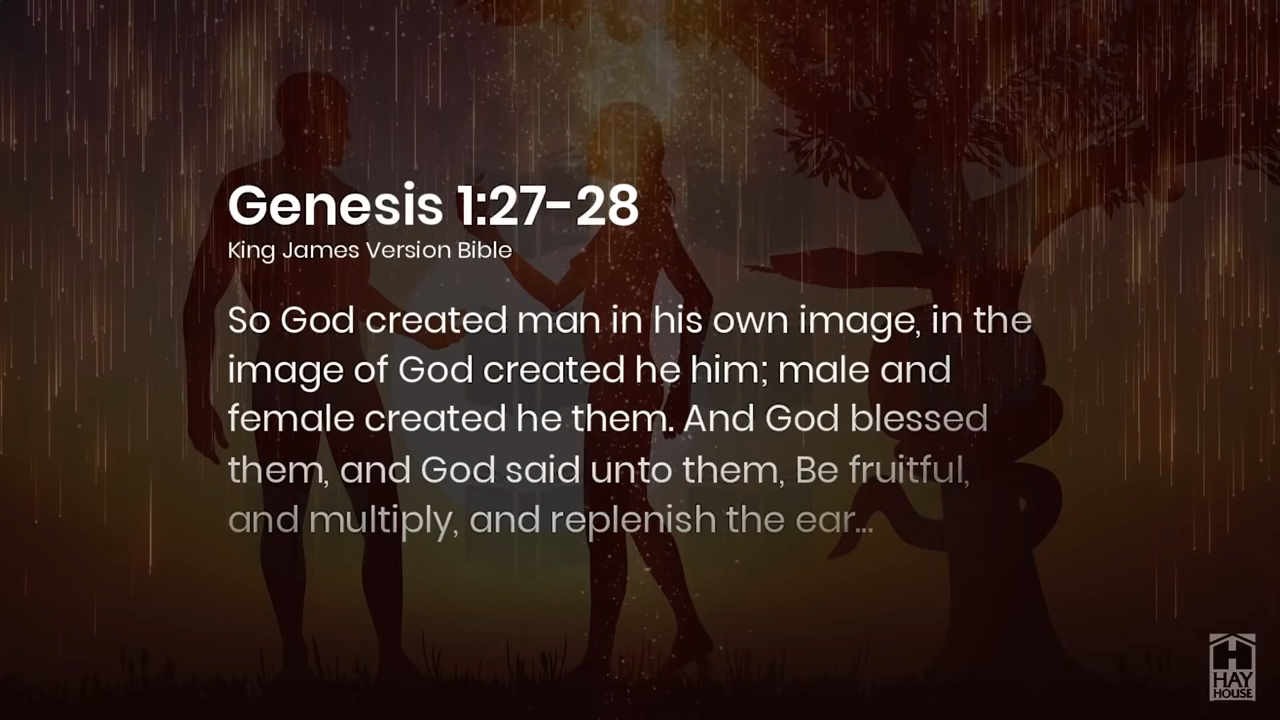 Genesis 1:27-28
King James Version Bible
So God created man in his own image, in the
image of God created he him; male and
female created he them. And God blessed
them, and God said unto them, Be fruitful,
and multiply, and replenish the ear...
HAY
HOUSE